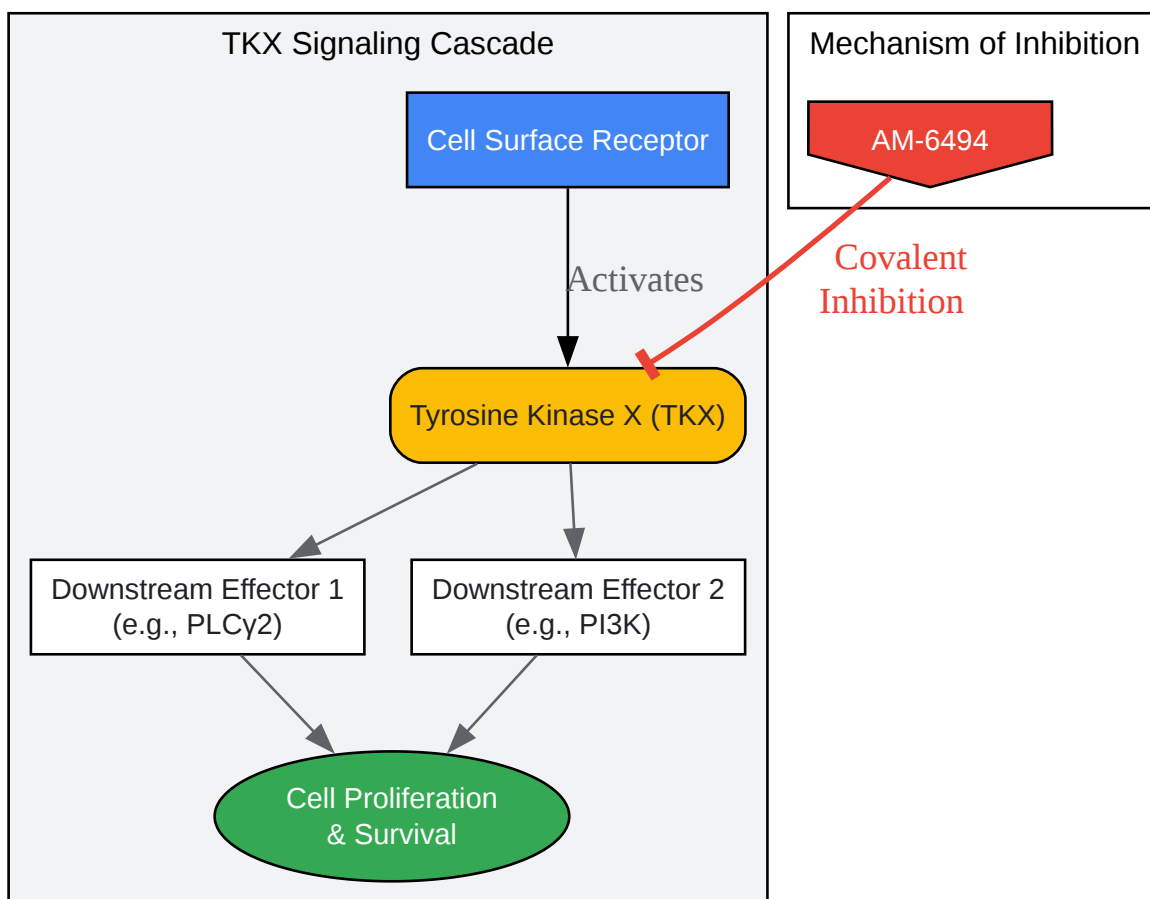 TKX Signaling Cascade
Mechanism of Inhibition
Cell Surface Receptor
AM-6494
Covalent
Inhibition
Activates
Tyrosine Kinase X (TKX)
Downstream Effector 1
(e.g., PLCγ2)
Downstream Effector 2
(e.g., PI3K)
Cell Proliferation
& Survival